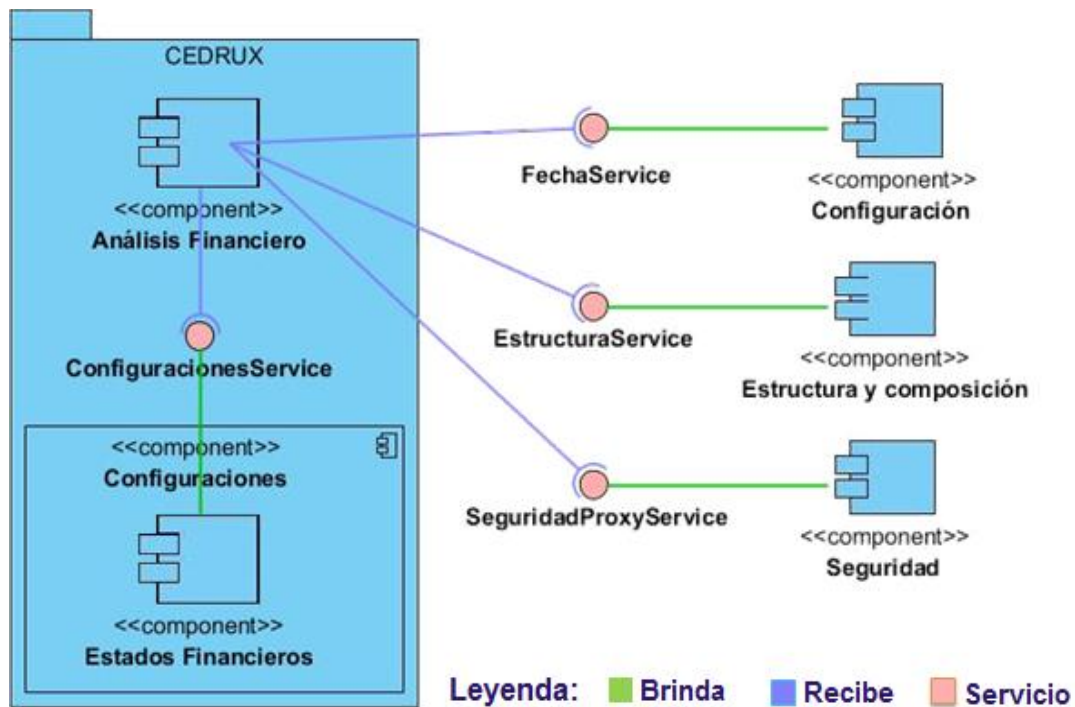 CEDRUX
<<component>>
Análisis Financiero
ConfiguracionesService
<<component>>
Configuraciones
<<component>>
Estados Financieros
FechaService
<<component>>
Configuración
EstructuraService
<<component>>
Estructura y composición
SeguridadProxyService
<<component>>
Seguridad
Leyenda: Brinda Recibe Servicio